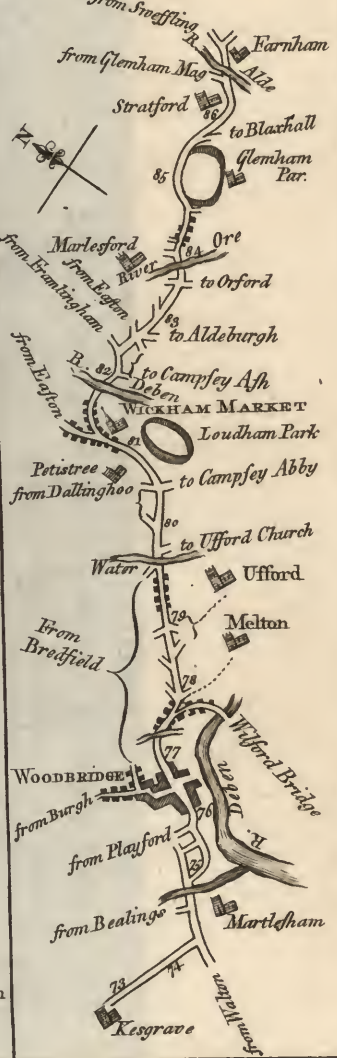 from Sweffling
R.
Alde
Farnham
from Glemham Mag
Stratford
86
to Blaxhall
Glemham
Par.
85
N
Marlesford
84
Ore
River
from Easton
from Framlingham
to Orford
83
to Aldeburgh
82
to Campsey Ash
R.
Deben
from Easton
WICKHAM MARKET
81
Loudham Park
Petistree
from Dallinghoo
to Campsey Abby
80
to Ufford Church
Water
Ufford
79
Melton
From
Bredfield
78
Wilford Bridge
77
WOODBRIDGE
Deben
R.
from Burgh
76
from Playford
75
from Bealings
Martlesham
74
73
from Walton
Kesgrave
n